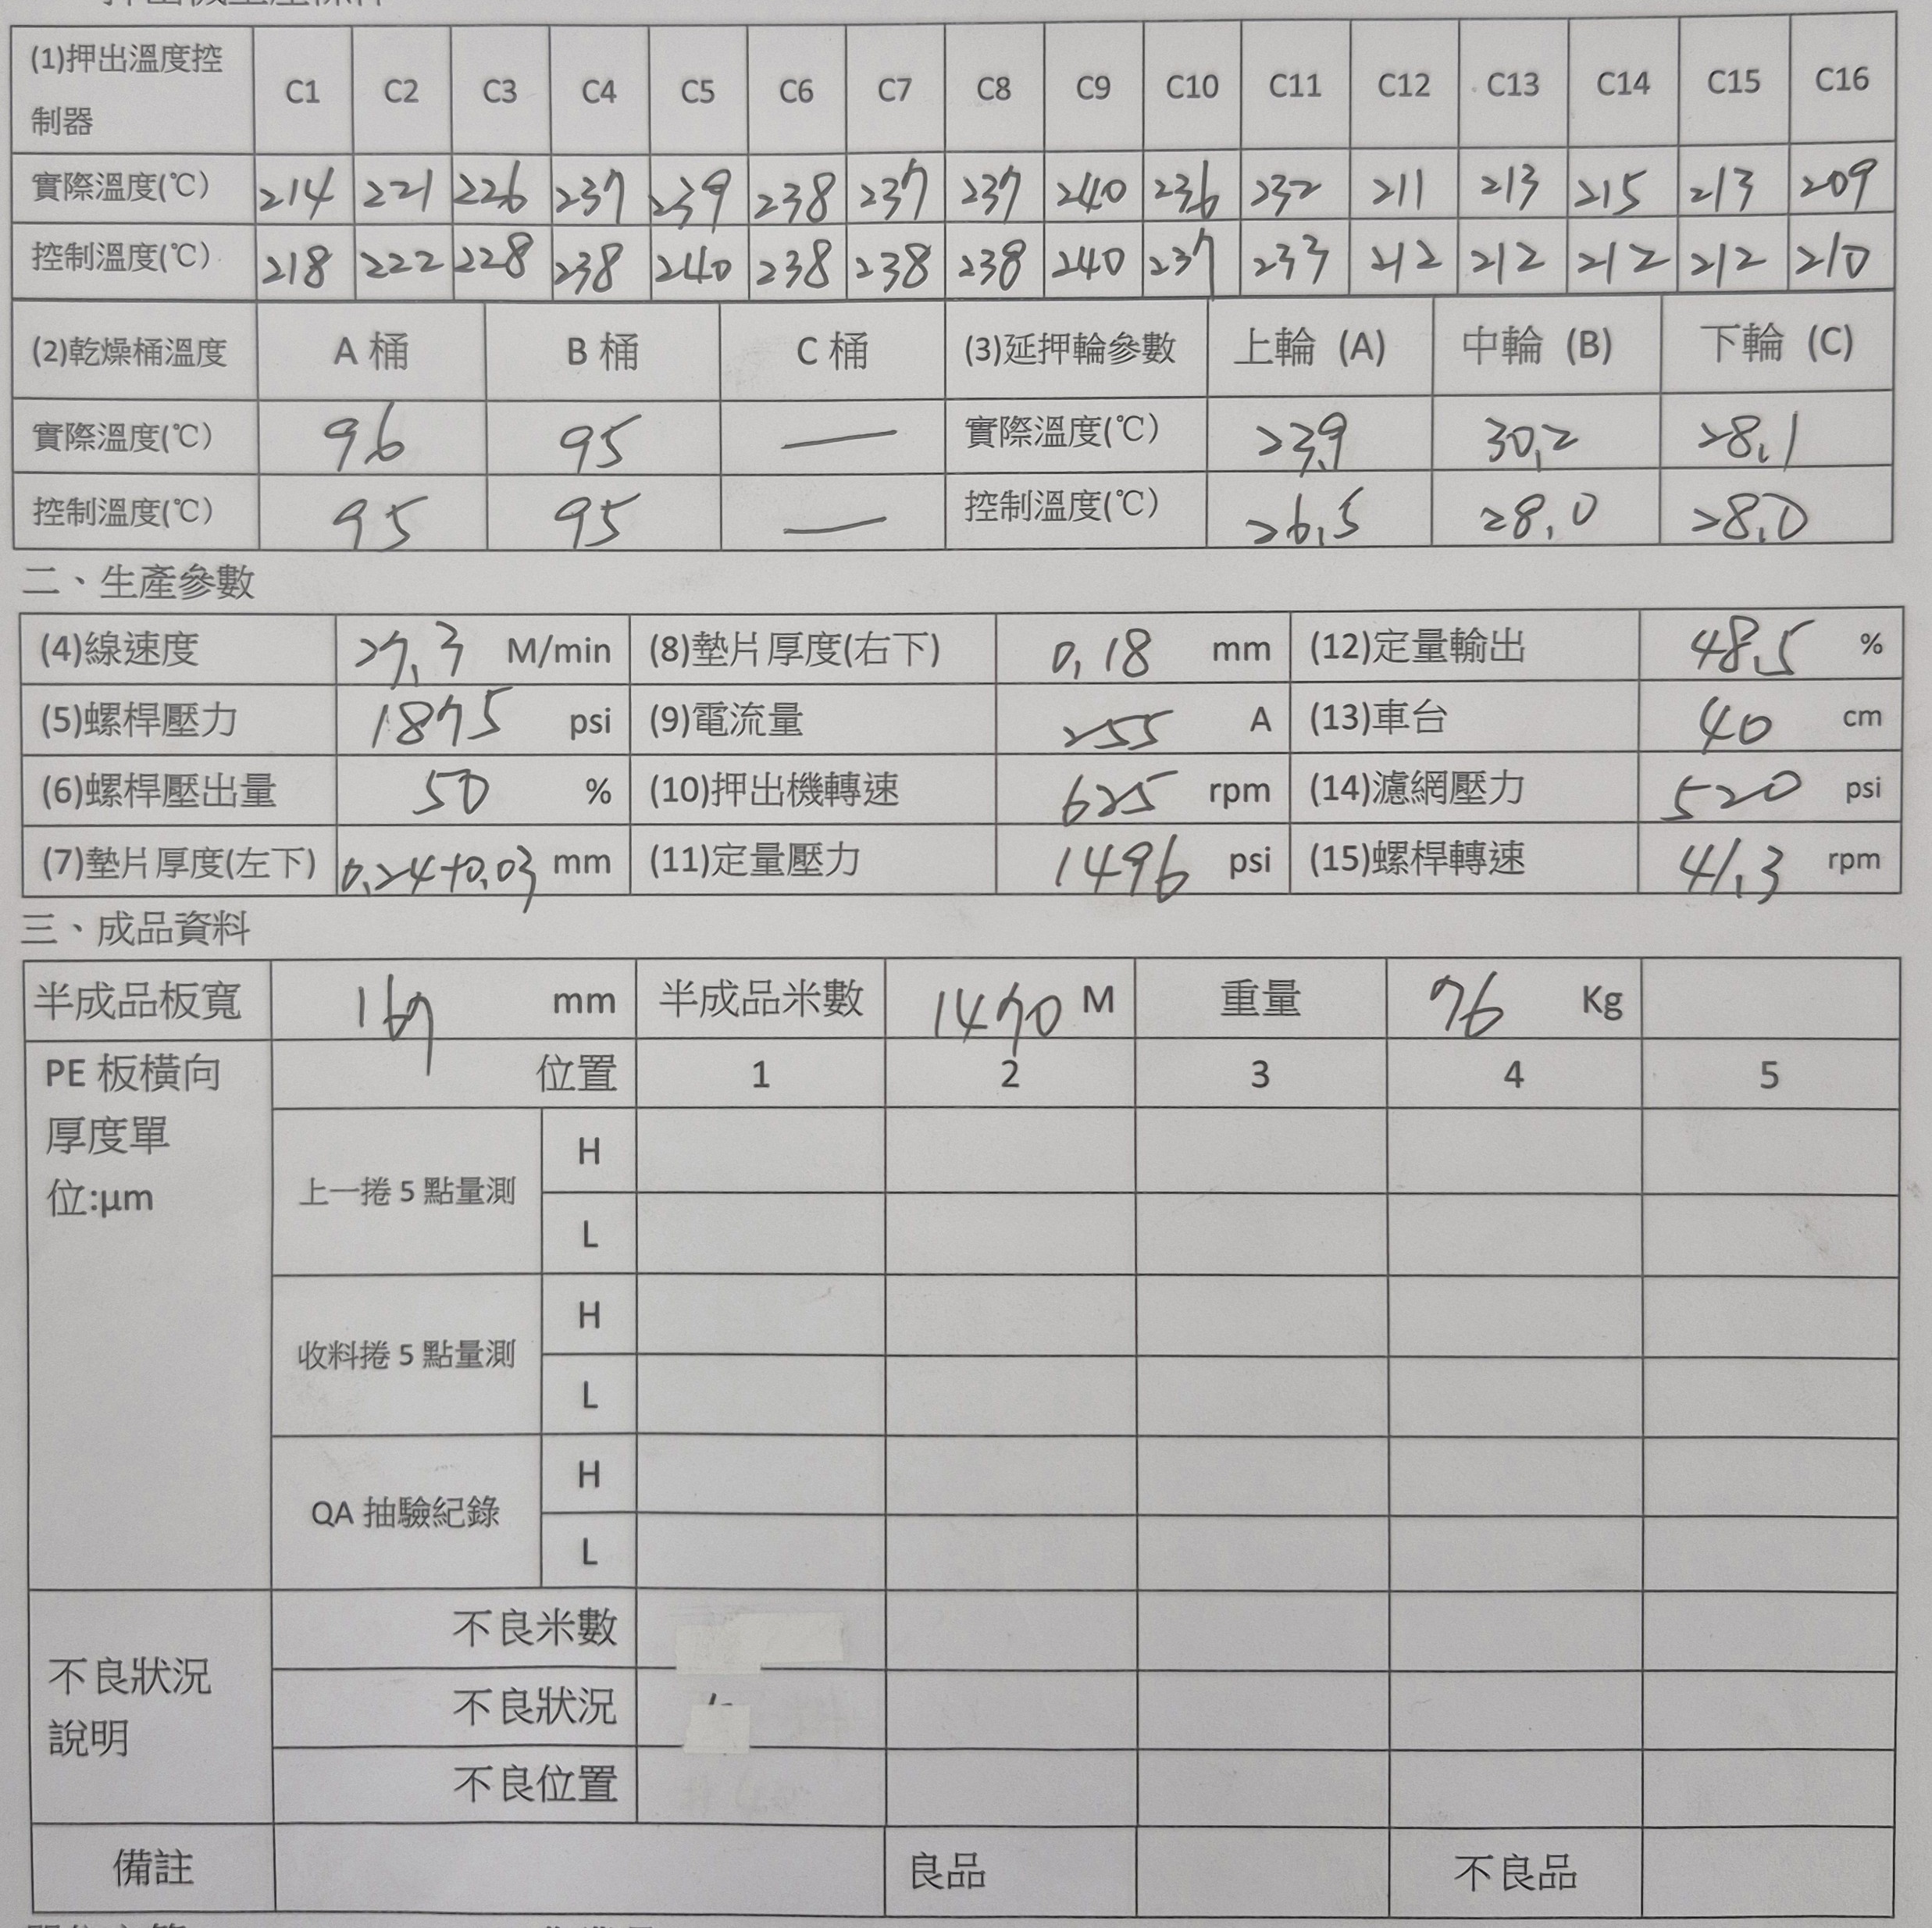 (1)押出溫度控制器 C1 C2 C3 C4 C5 C6 C7 C8 C9 C10 C11 C12 C13 C14 C15 C16
實際溫度(℃) 214 221 226 237 239 238 237 237 240 236 232 211 213 215 213 209
控制溫度(℃) 218 222 228 238 240 238 238 238 240 237 233 212 212 212 212 210
(2)乾燥桶溫度 A 桶 B 桶 C 桶 (3)延押輪參數 上輪 (A) 中輪 (B) 下輪 (C)
實際溫度(℃) 96 95 — 實際溫度(℃) 23.9 30.2 28.1
控制溫度(℃) 95 95 — 控制溫度(℃) 26.5 28.0 28.0
二、生產參數
(4)線速度 27.3 M/min (8)墊片厚度(右下) 0.18 mm (12)定量輸出 48.5 %
(5)螺桿壓力 1875 psi (9)電流量 255 A (13)車台 40 cm
(6)螺桿壓出量 50 % (10)押出機轉速 625 rpm (14)濾網壓力 520 psi
(7)墊片厚度(左下) 0.24+0.03 mm (11)定量壓力 1496 psi (15)螺桿轉速 41.3 rpm
三、成品資料
半成品板寬 167 mm 半成品米數 1470 M 重量 76 Kg
PE 板橫向厚度單位:μm 位置 1 2 3 4 5
上一捲 5 點量測 H
L
收料捲 5 點量測 H
L
QA 抽驗紀錄 H
L
不良狀況說明 不良米數
不良狀況
不良位置
備註 良品 不良品